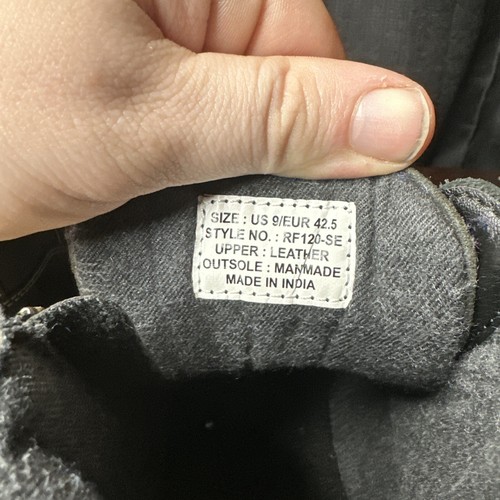 SIZE : US 9/EUR 42.5
STYLE NO. : RF120-SE
UPPER : LEATHER
OUTSOLE : MANMADE
MADE IN INDIA